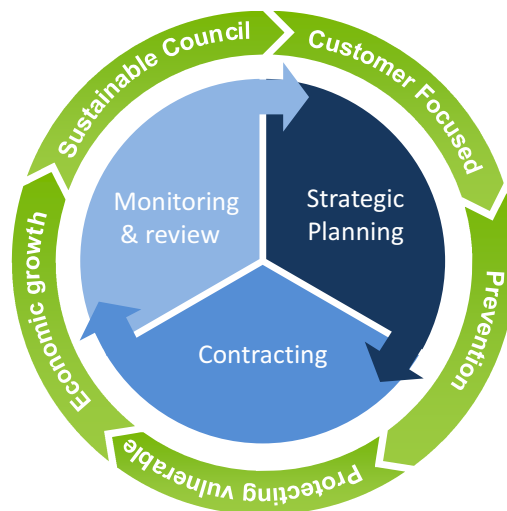 Sustainable Council
Customer Focused
Prevention
Protecting vulnerable
Economic growth
Monitoring
& review
Strategic
Planning
Contracting